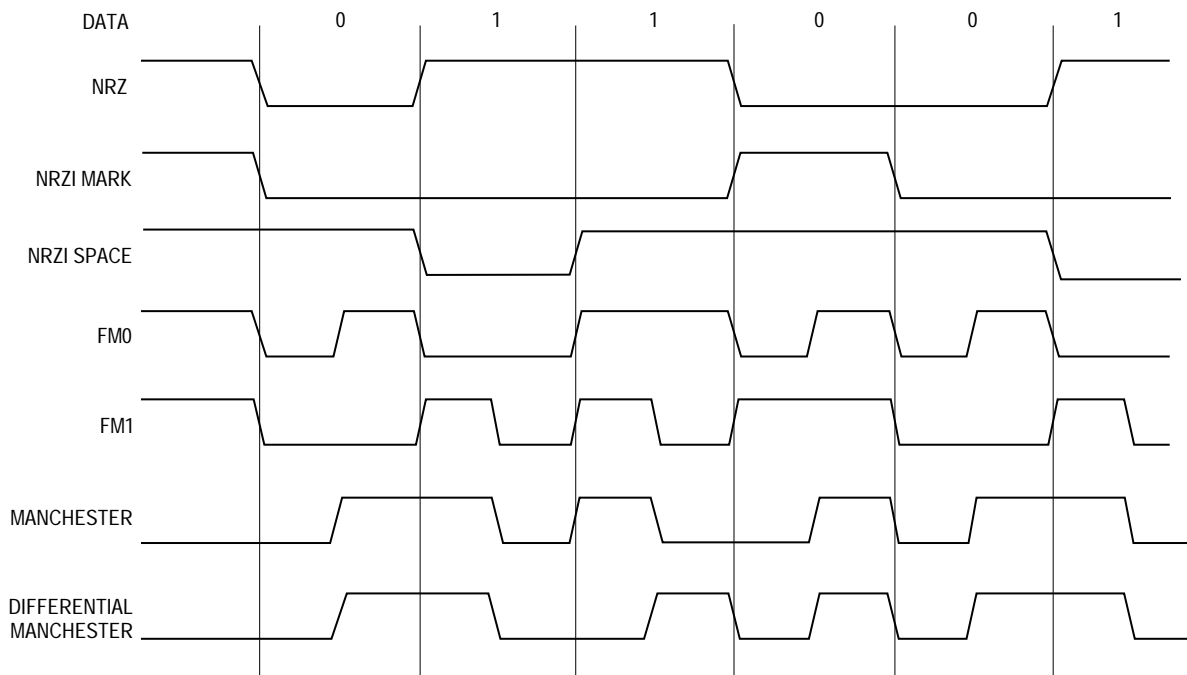 DATA 0 1 1 0 0 1
NRZ
NRZI MARK
NRZI SPACE
FM0
FM1
MANCHESTER
DIFFERENTIAL
MANCHESTER